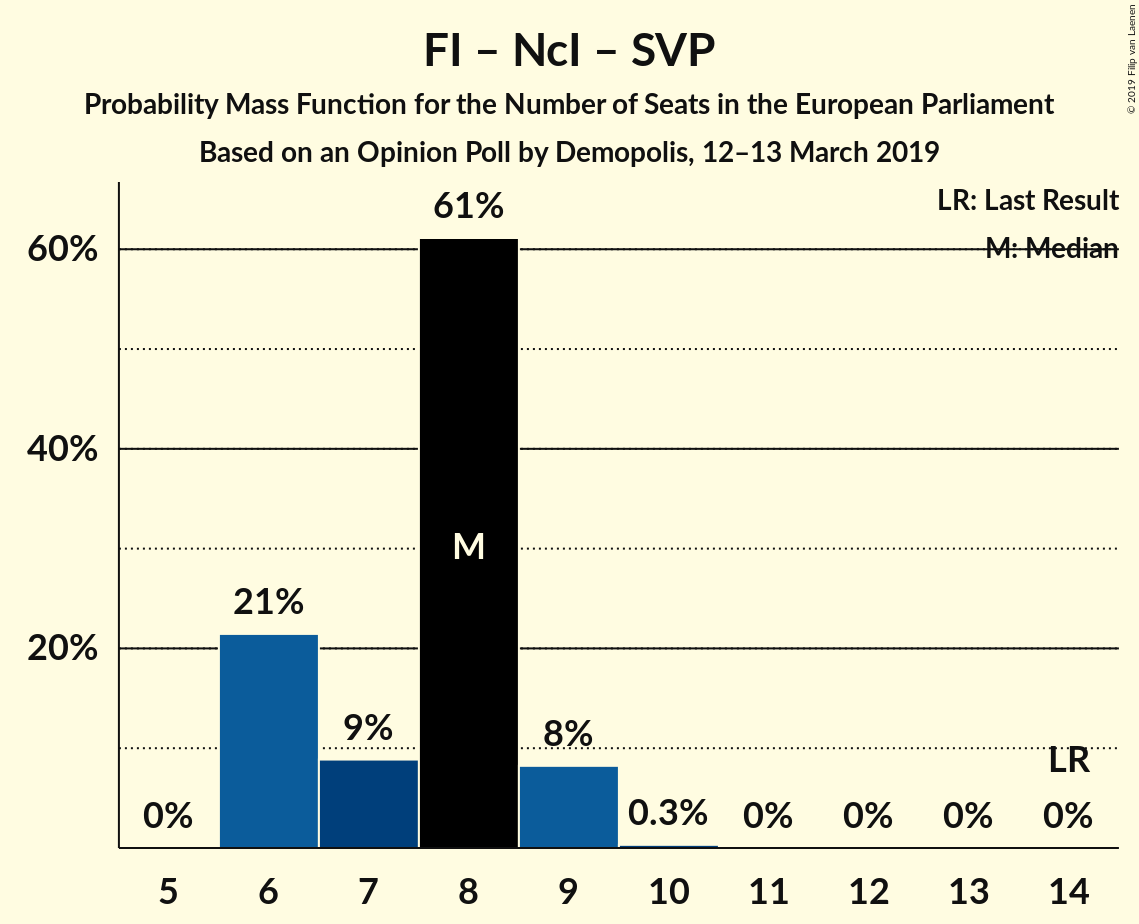 FI – NcI – SVP
Probability Mass Function for the Number of Seats in the European Parliament
Based on an Opinion Poll by Demopolis, 12–13 March 2019
© 2019 Filip van Laenen
LR: Last Result
M: Median
61%
60%
40%
M
21%
20%
9%
8%
LR
0%
0.3%
0%
0%
0%
0%
5
6
7
8
9
10
11
12
13
14